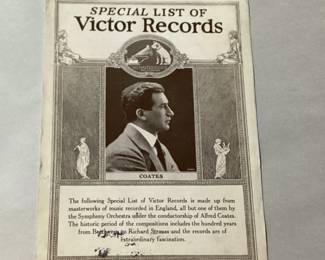 SPECIAL LIST OF
Victor Records
COATES
The following Special List of Victor Records is made up from
masterworks of music recorded in England, all but one of them by
the Symphony Orchestra under the conductorship of Alfred Coates.
The historic period of the compositions includes the hundred years
from Beethoven to Richard Strauss and the records are of
extraordinary fascination.